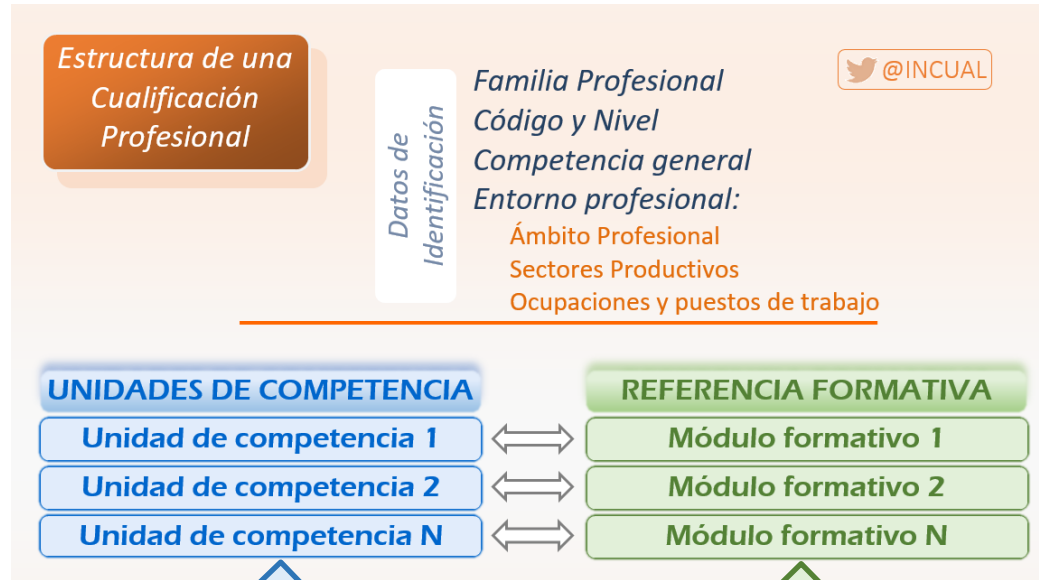 Estructura de una
Cualificación
Profesional
@INCUAL
Datos de
Identificación
Familia Profesional
Código y Nivel
Competencia general
Entorno profesional:
Ámbito Profesional
Sectores Productivos
Ocupaciones y puestos de trabajo
UNIDADES DE COMPETENCIA
REFERENCIA FORMATIVA
Unidad de competencia 1
Módulo formativo 1
Unidad de competencia 2
Módulo formativo 2
Unidad de competencia N
Módulo formativo N